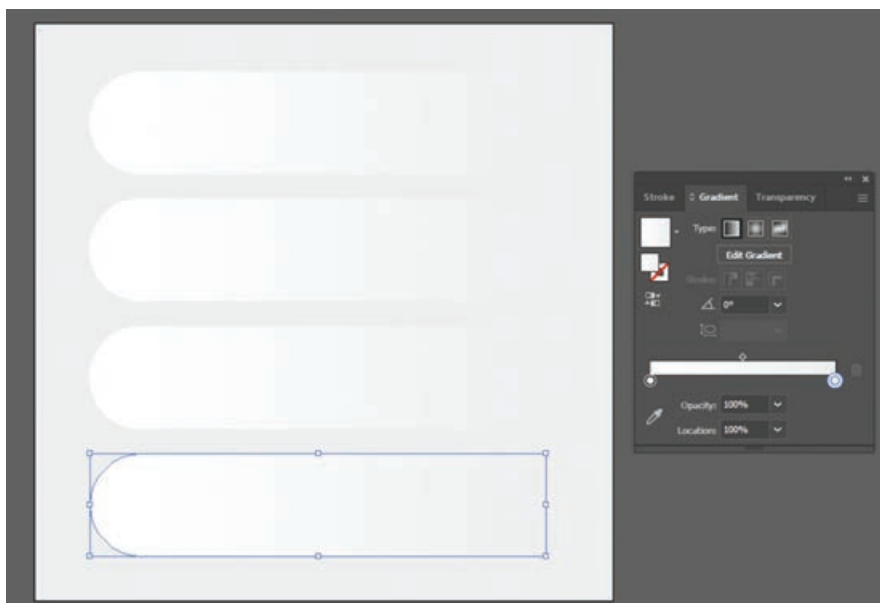 Stroke Gradient Transparency
Type:
Edit Gradient
Stroke:
0°
Opacity: 100%
Location: 100%